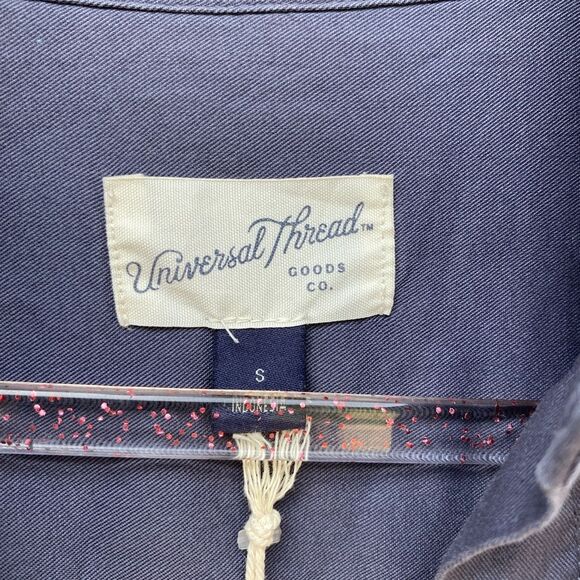 Universal Thread™
GOODS
CO.
S
INDONESIA